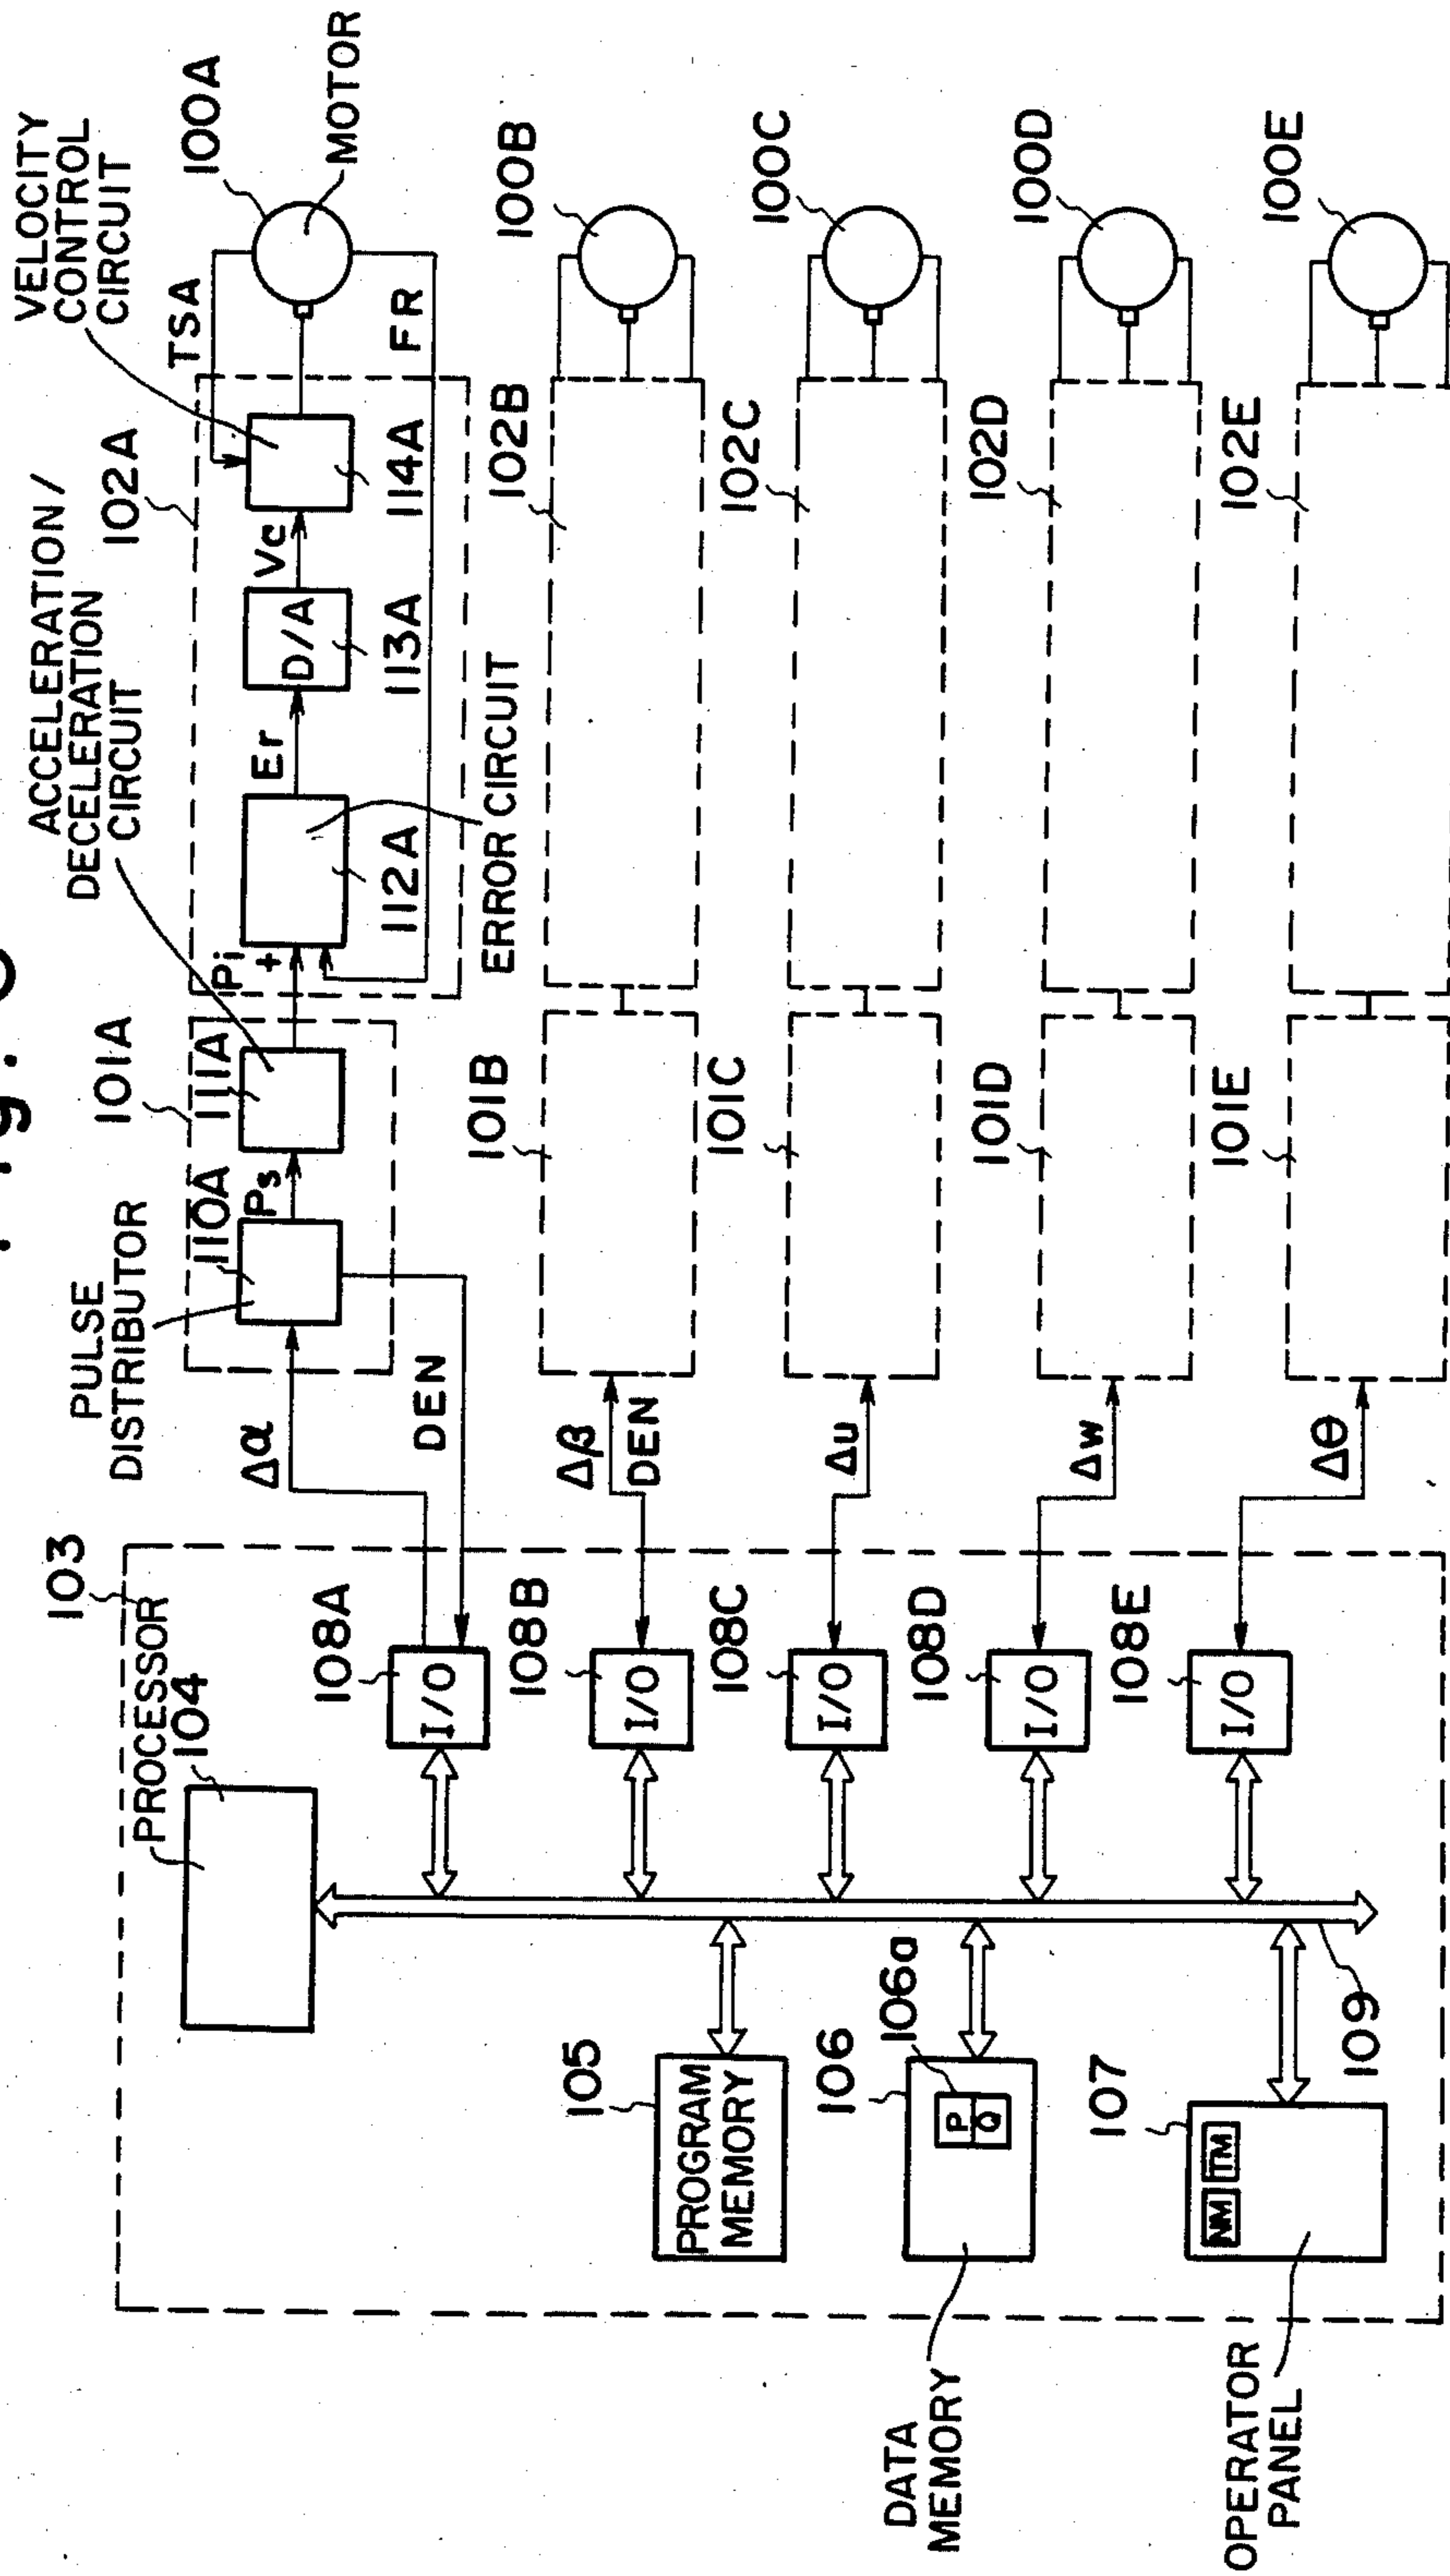 PROCESSOR
103
104
105
PROGRAM
MEMORY
106
106a
P
Q
DATA
MEMORY
107
NM
TM
OPERATOR
PANEL
109
108A
I/O
108B
I/O
108C
I/O
108D
I/O
108E
I/O
Δα
DEN
Δβ
DEN
Δu
Δw
Δθ
PULSE
DISTRIBUTOR
110A
Ps
101A
111A
ACCELERATION /
DECELERATION
CIRCUIT
Pi
+
102A
112A
ERROR CIRCUIT
Er
D/A
113A
Vc
114A
VELOCITY
CONTROL
CIRCUIT
TSA
FR
100A
MOTOR
101B
102B
100B
101C
102C
100C
101D
102D
100D
101E
102E
100E